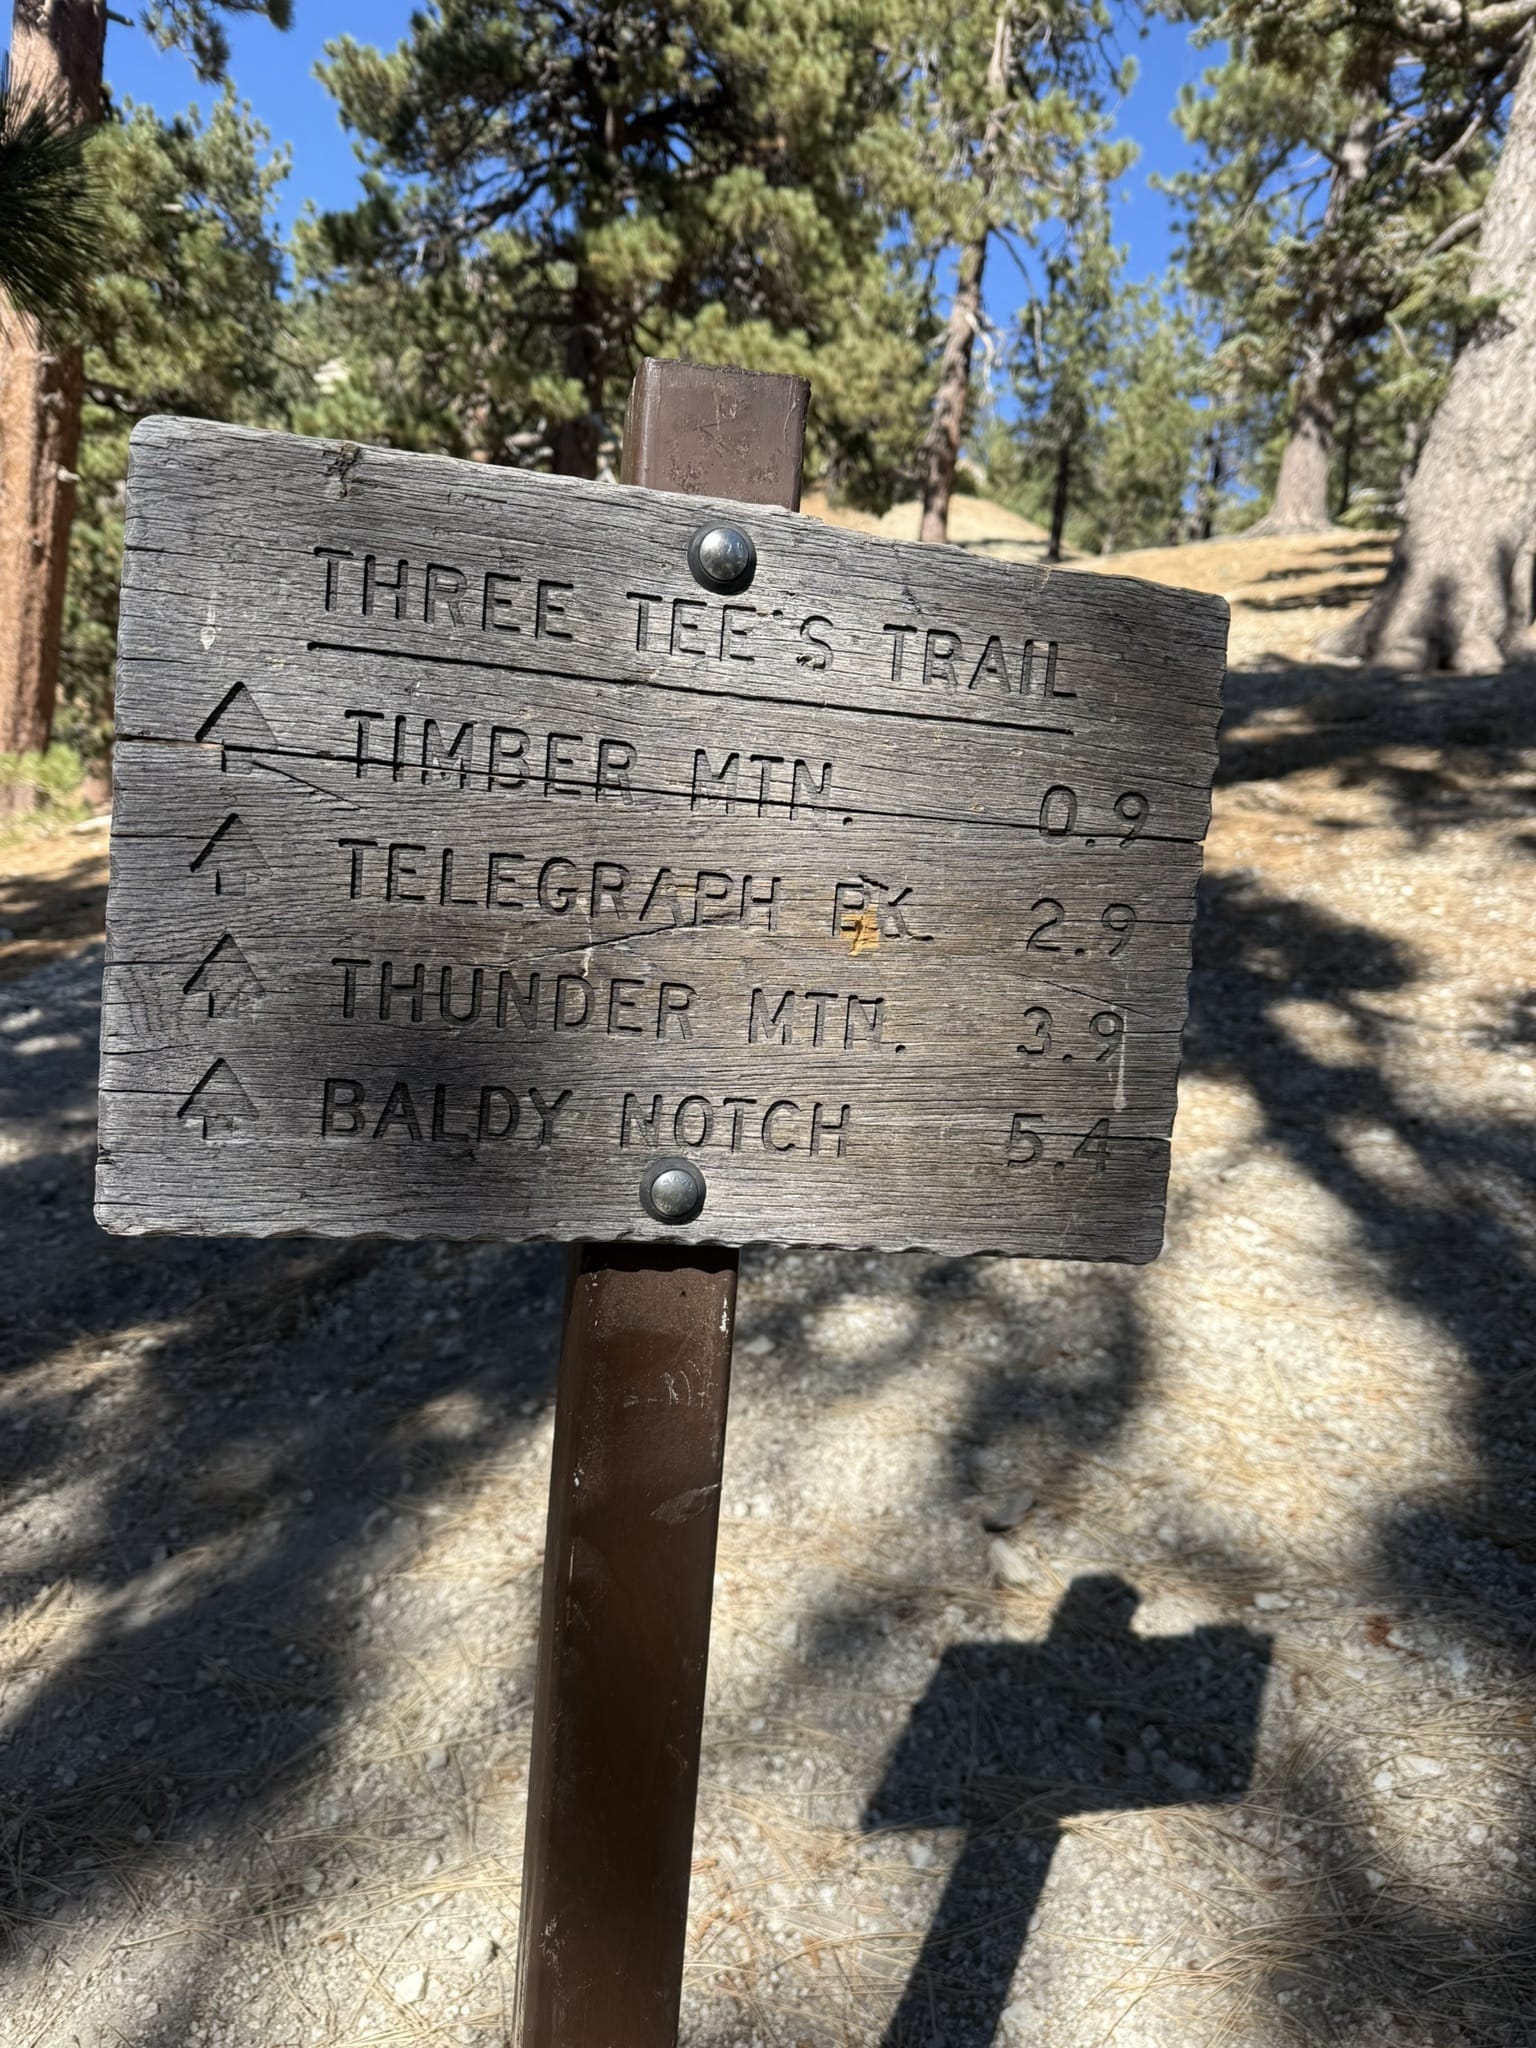 THREE TEE'S TRAIL
TIMBER MTN. 0.9
TELEGRAPH PK. 2.9
THUNDER MTN. 3.9
BALDY NOTCH 5.4